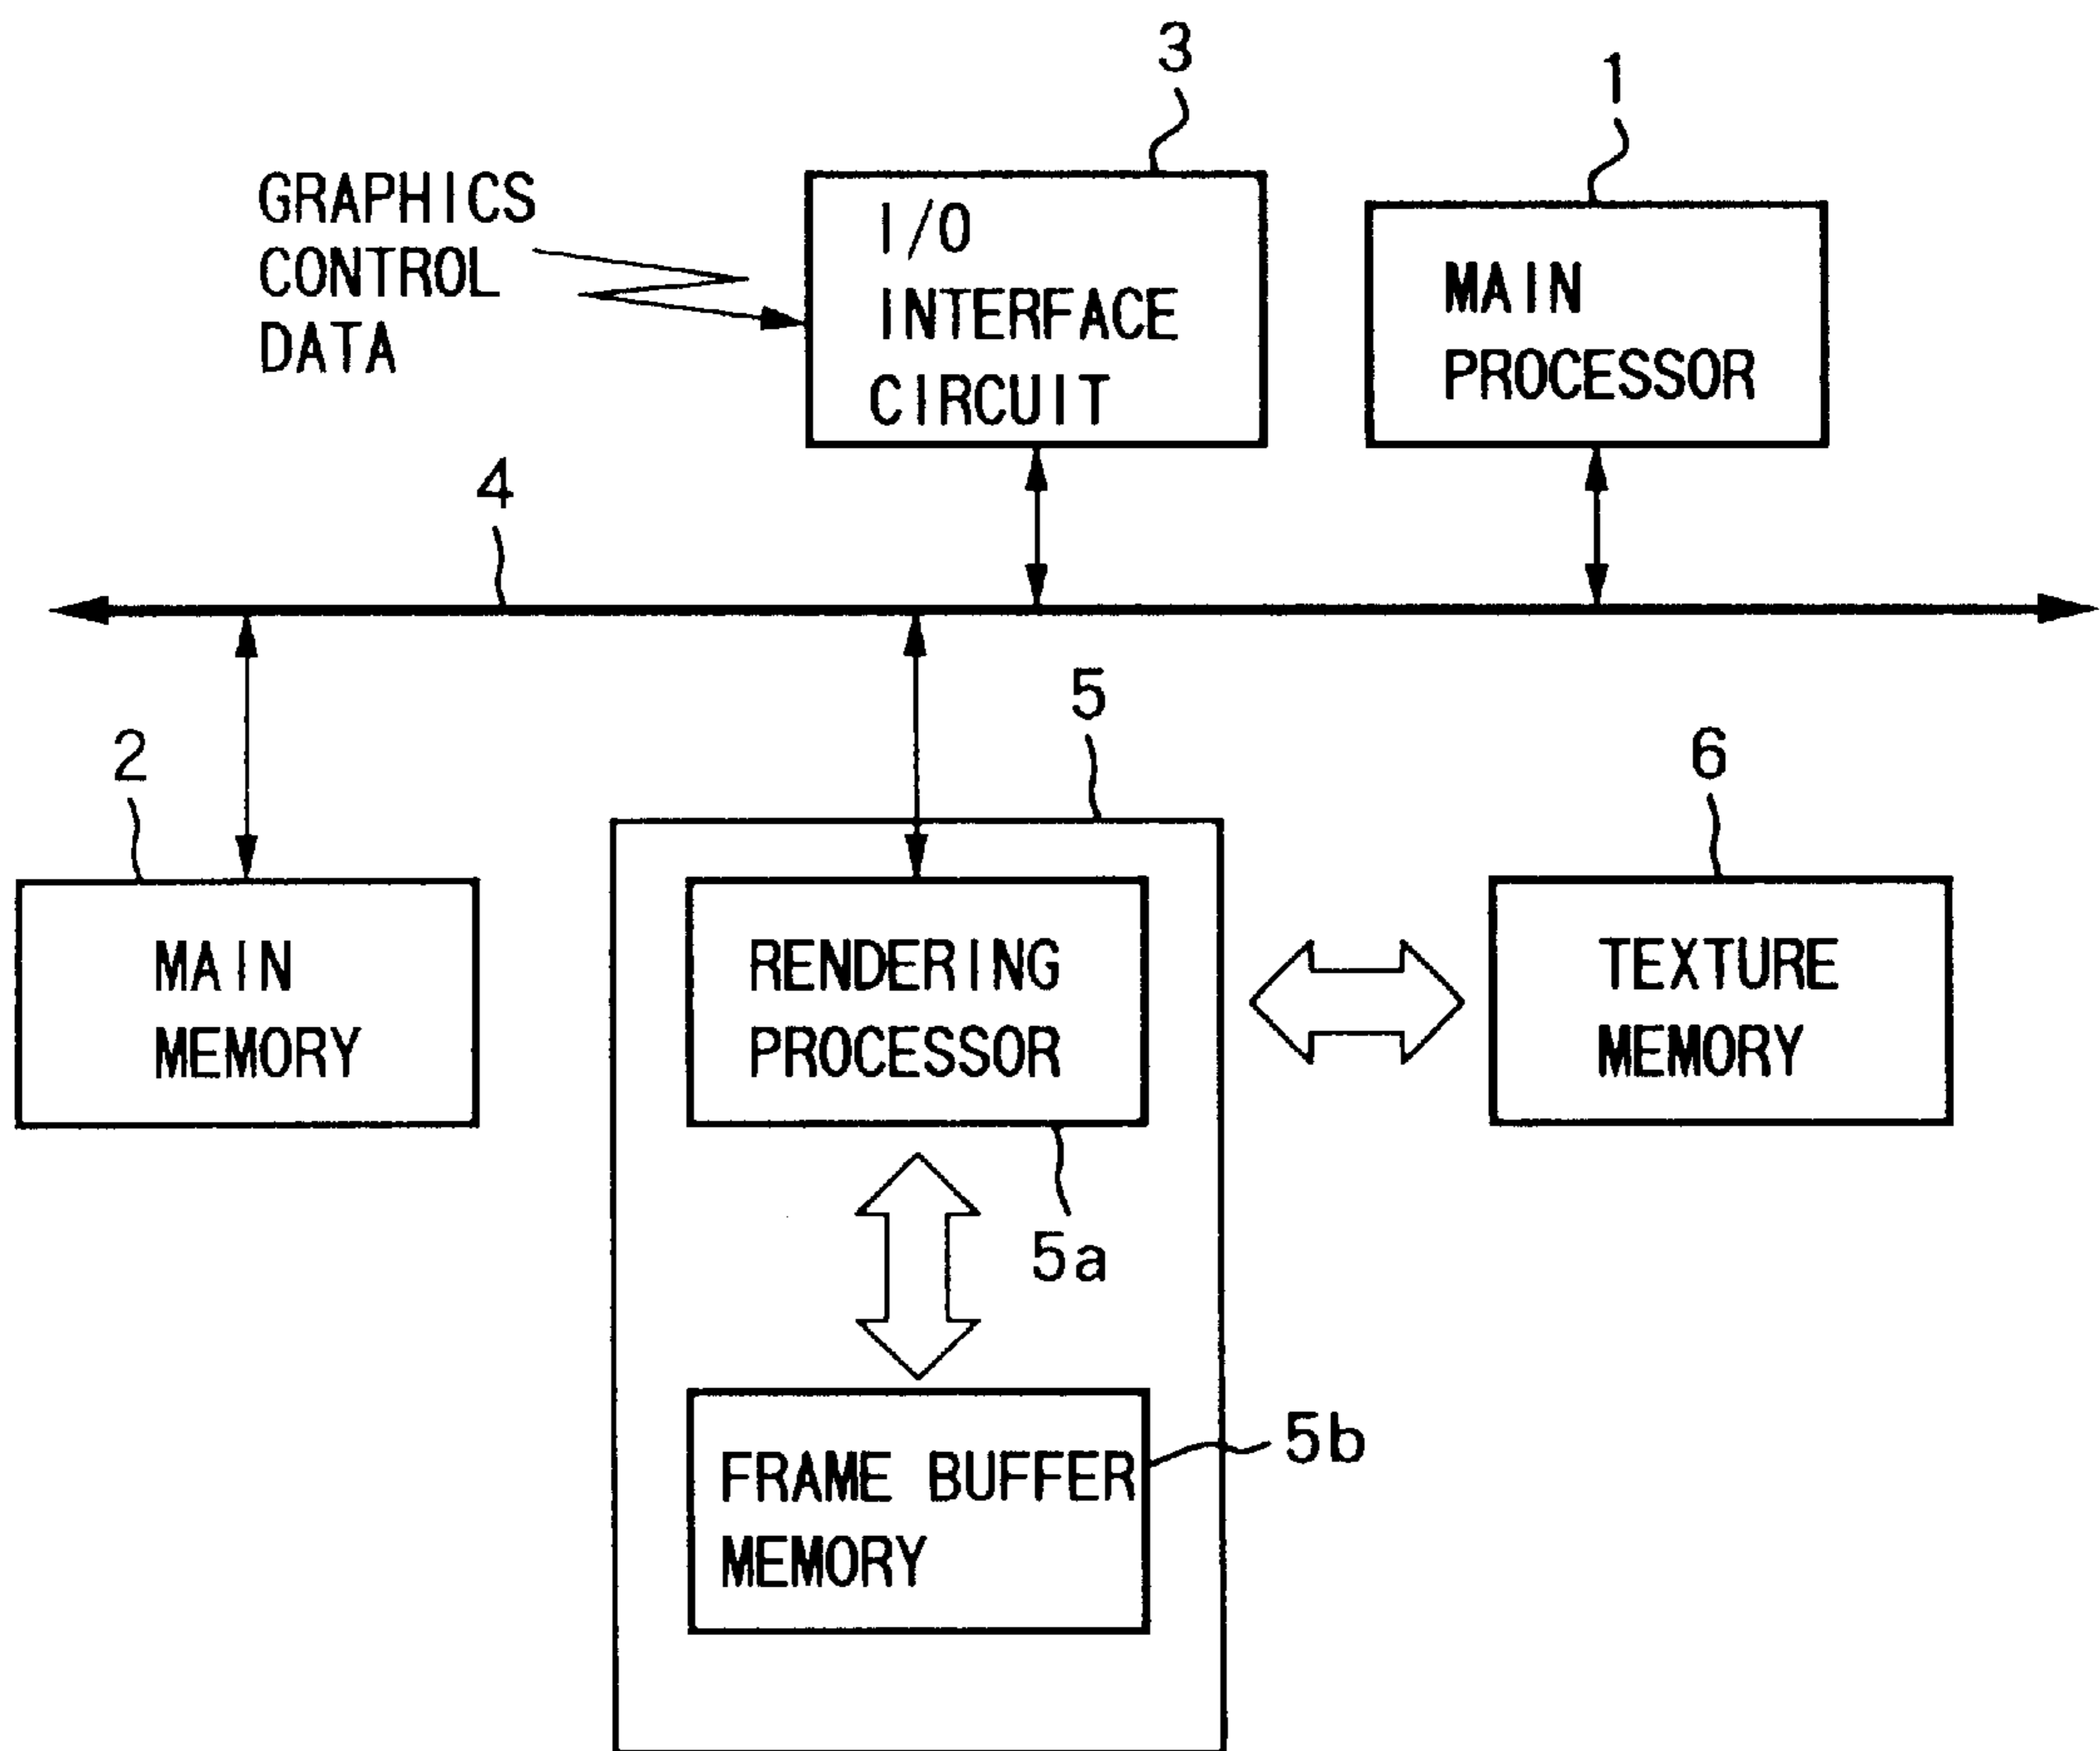 3
1
GRAPHICS
CONTROL
DATA
I/O
INTERFACE
CIRCUIT
MAIN
PROCESSOR
4
5
2
6
MAIN
MEMORY
RENDERING
PROCESSOR
TEXTURE
MEMORY
5a
5b
FRAME BUFFER
MEMORY